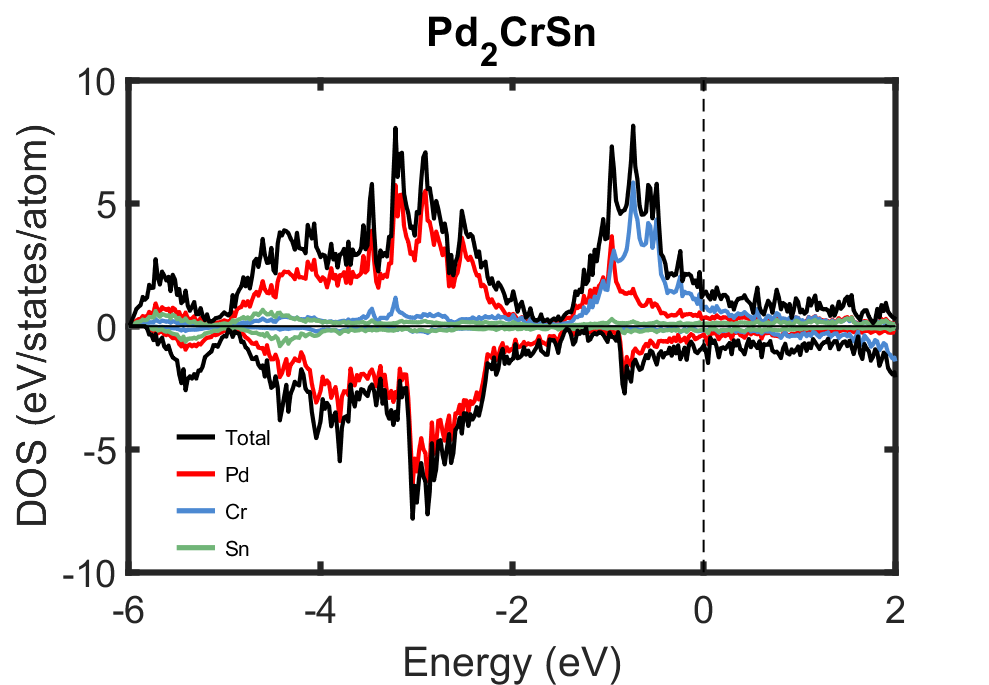 Pd2CrSn
DOS (eV/states/atom)
10
5
0
-5
-10
Total
Pd
Cr
Sn
-6 -4 -2 0 2
Energy (eV)